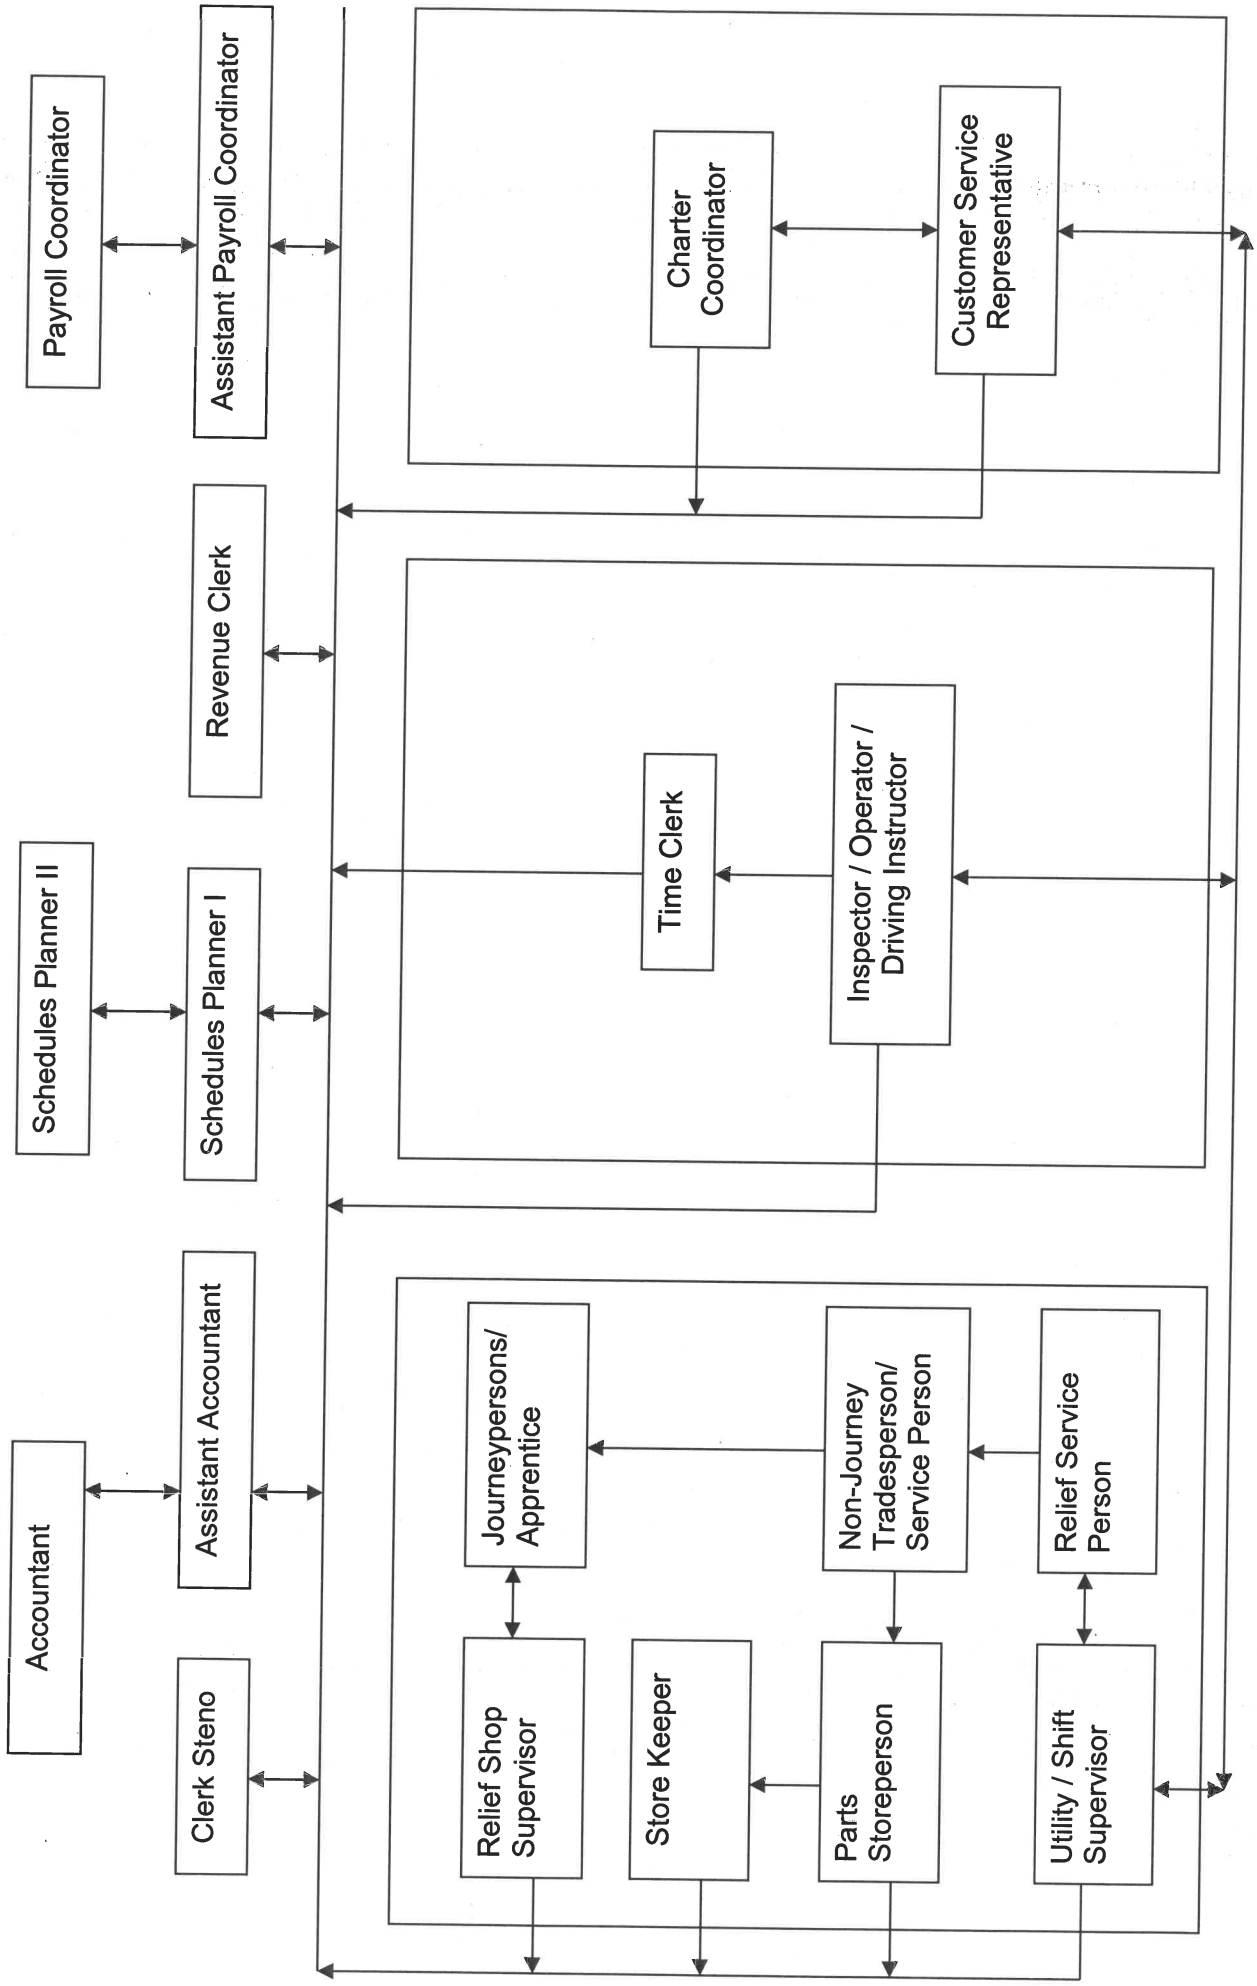 Accountant
Schedules Planner II
Payroll Coordinator
Clerk Steno
Assistant Accountant
Schedules Planner I
Revenue Clerk
Assistant Payroll Coordinator
Relief Shop
Supervisor
Journeypersons/
Apprentice
Store Keeper
Parts
Storeperson
Non-Journey
Tradesperson/
Service Person
Utility / Shift
Supervisor
Relief Service
Person
Time Clerk
Inspector / Operator /
Driving Instructor
Charter
Coordinator
Customer Service
Representative